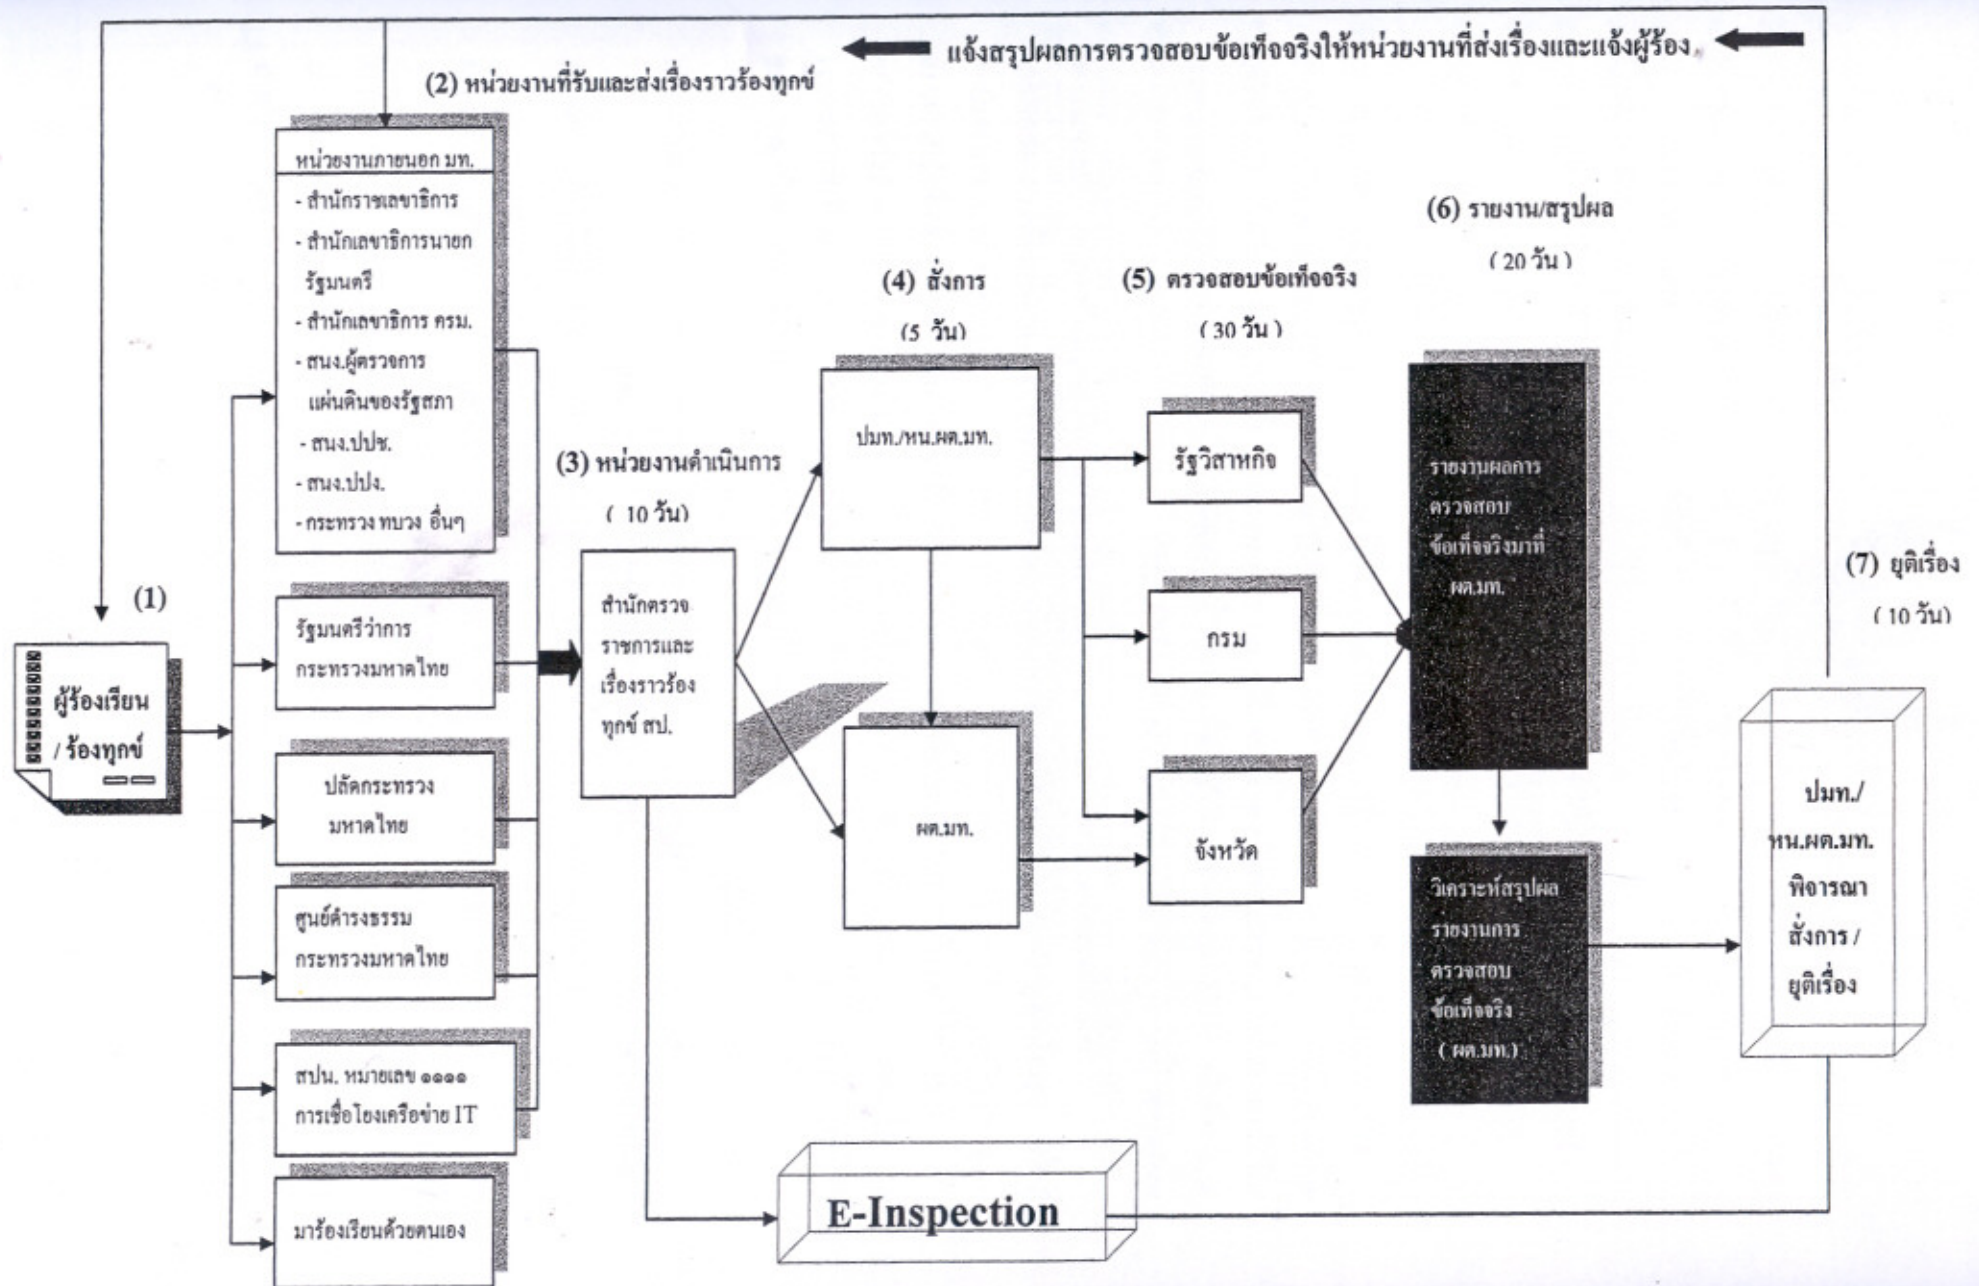 แจ้งสรุปผลการตรวจสอบข้อเท็จจริงให้หน่วยงานที่ส่งเรื่องและแจ้งผู้ร้อง
(1)
ผู้ร้องเรียน
/ ร้องทุกข์
(2) หน่วยงานที่รับและส่งเรื่องราวร้องทุกข์
หน่วยงานภายนอก มท.
- สำนักราชเลขาธิการ
- สำนักเลขาธิการนายก
รัฐมนตรี
- สำนักเลขาธิการ ครม.
- สนง.ผู้ตรวจการ
แผ่นดินของรัฐสภา
- สนง.ปปช.
- สนง.ปปง.
- กระทรวง ทบวง อื่นๆ
รัฐมนตรีว่าการ
กระทรวงมหาดไทย
ปลัดกระทรวง
มหาดไทย
ศูนย์ดำรงธรรม
กระทรวงมหาดไทย
สปน. หมายเลข ๑๑๑๑
การเชื่อโยงเครือข่าย IT
มาร้องเรียนด้วยตนเอง
(3) หน่วยงานดำเนินการ
( 10 วัน)
สำนักตรวจ
ราชการและ
เรื่องราวร้อง
ทุกข์ สป.
(4) สั่งการ
(5 วัน)
ปมท./หน.ผต.มท.
ผต.มท.
(5) ตรวจสอบข้อเท็จจริง
( 30 วัน )
รัฐวิสาหกิจ
กรม
จังหวัด
(6) รายงาน/สรุปผล
( 20 วัน )
รายงานผลการ
ตรวจสอบ
ข้อเท็จจริงมาที่
ผต.มท.
วิเคราะห์สรุปผล
รายงานการ
ตรวจสอบ
ข้อเท็จจริง
( ผต.มท.)
(7) ยุติเรื่อง
( 10 วัน)
ปมท./
หน.ผต.มท.
พิจารณา
สั่งการ /
ยุติเรื่อง
E-Inspection